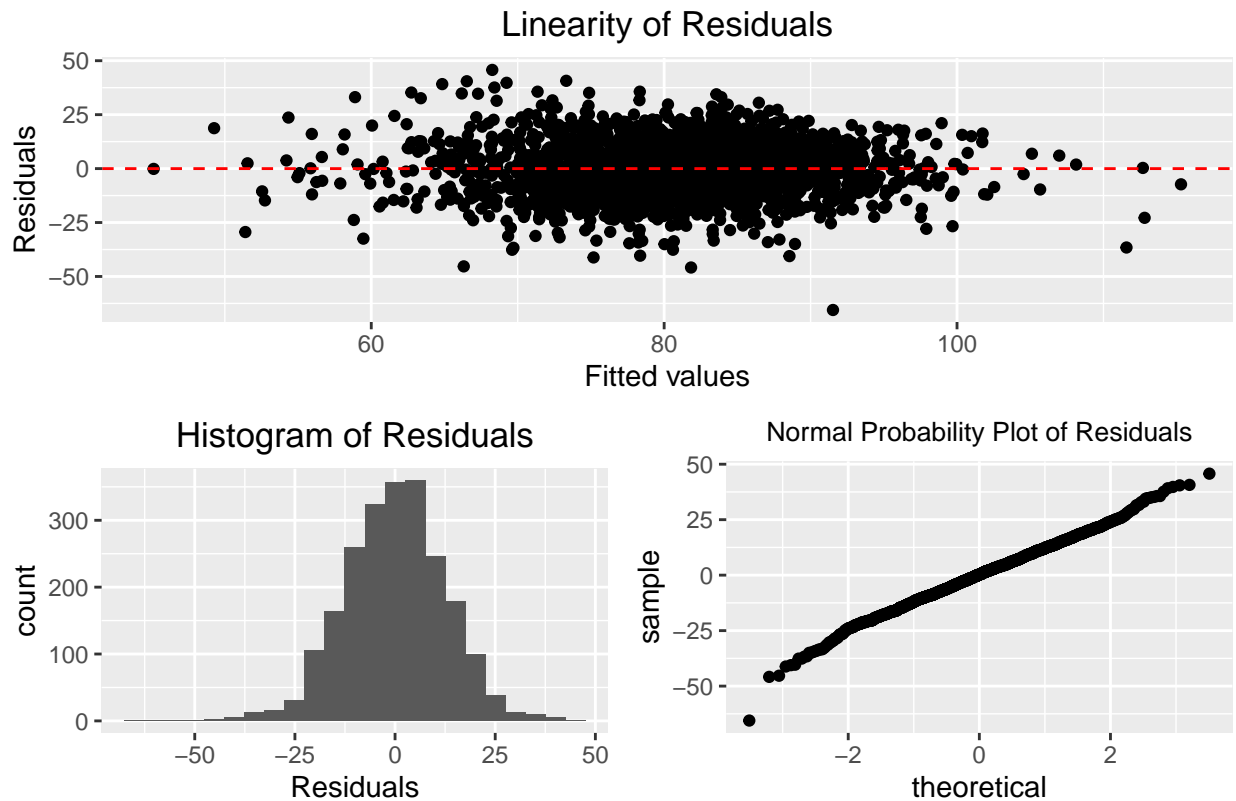 Linearity of Residuals
50
25
0
−25
−50
Residuals
60 80 100
Fitted values
Histogram of Residuals
300
200
100
0
count
−50 −25 0 25 50
Residuals
Normal Probability Plot of Residuals
50
25
0
−25
−50
sample
−2 0 2
theoretical